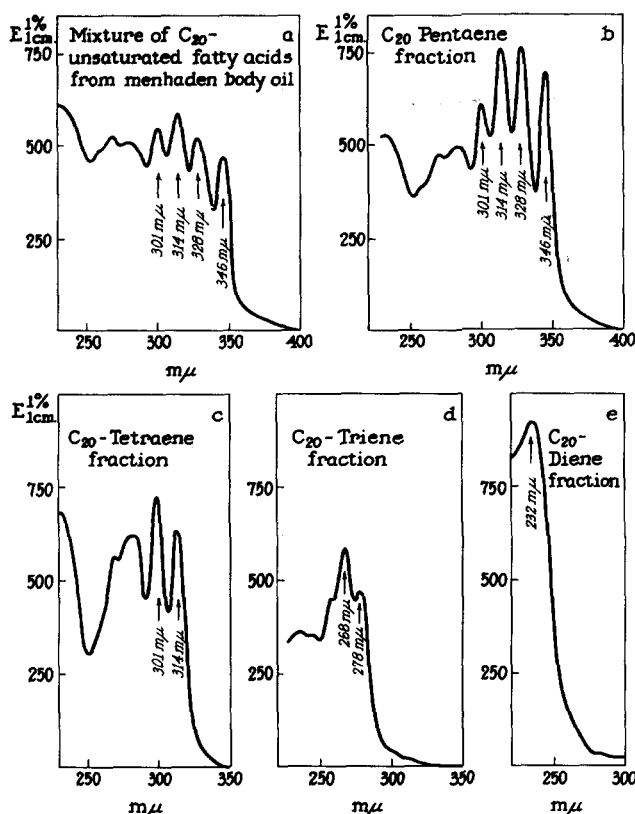 E 1% 1cm.
Mixture of C20-
unsaturated fatty acids
from menhaden body oil
a
750
500
250
301 mµ
314 mµ
328 mµ
346 mµ
250 300 350 400
mµ
E 1% 1cm.
C20 Pentaene
fraction
b
750
500
250
301 mµ
314 mµ
328 mµ
346 mµ
250 300 350 400
mµ
E 1% 1cm.
C20-Tetraene
fraction
c
750
500
250
301 mµ
314 mµ
250 300 350
mµ
C20-Triene
fraction
d
750
500
250
268 mµ
278 mµ
250 300 350
mµ
C20-
Diene
fraction
e
750
500
250
232 mµ
250 300
mµ